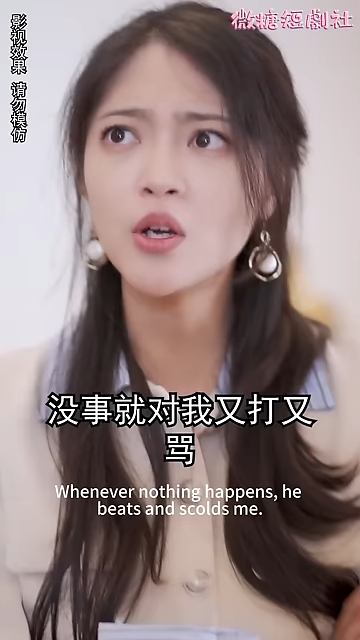 微糖短劇社
影视效果 请勿模仿
没事就对我又打又
骂
Whenever nothing happens, he
beats and scolds me.